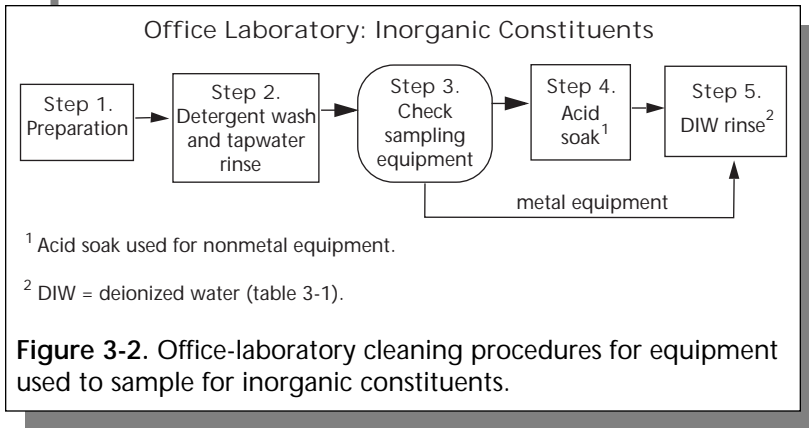 Office Laboratory: Inorganic Constituents
Step 1.
Preparation
Step 2.
Detergent wash
and tapwater
rinse
Step 3.
Check
sampling
equipment
Step 4.
Acid
soak¹
Step 5.
DIW rinse²
metal equipment
¹ Acid soak used for nonmetal equipment.
² DIW = deionized water (table 3-1).
Figure 3-2. Office-laboratory cleaning procedures for equipment
used to sample for inorganic constituents.